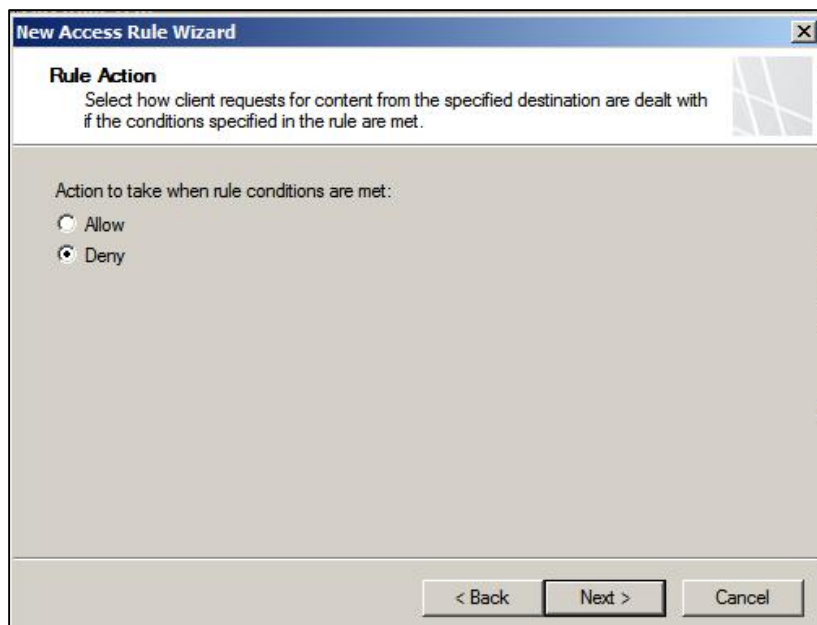 New Access Rule Wizard
Rule Action
Select how client requests for content from the specified destination are dealt with
if the conditions specified in the rule are met.
Action to take when rule conditions are met:
Allow
Deny
< Back Next > Cancel